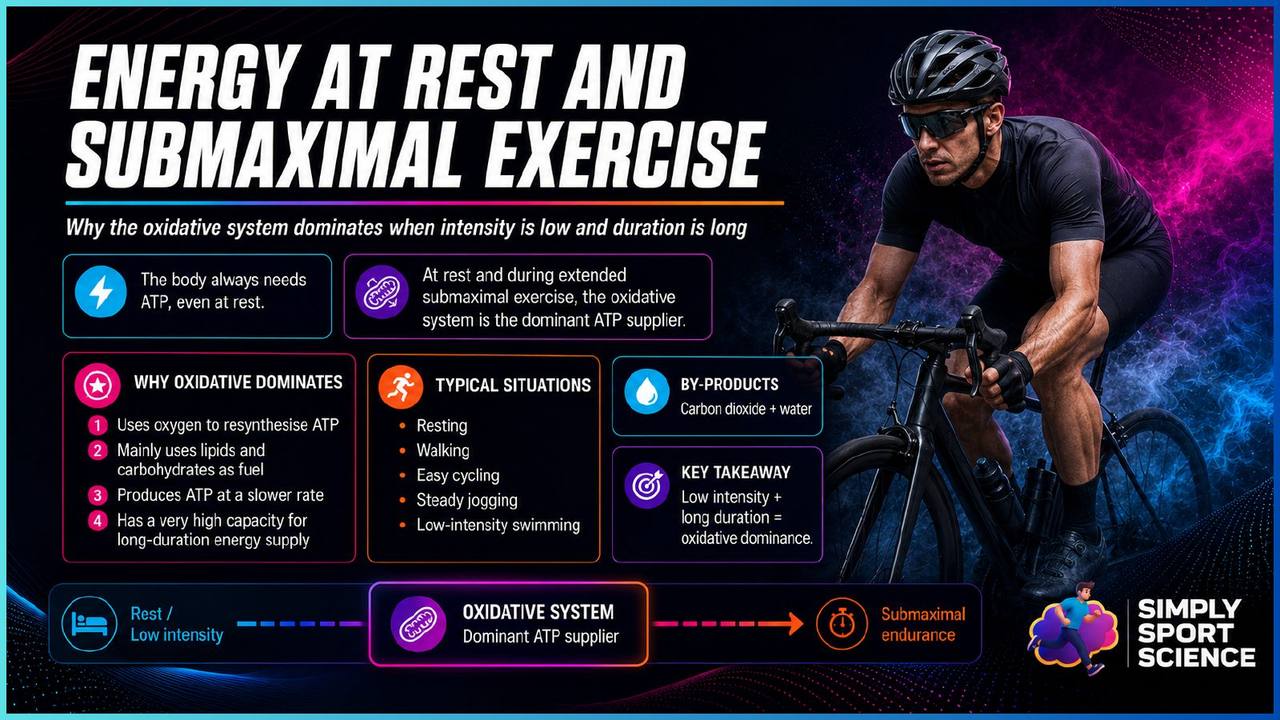 ENERGY AT REST AND
SUBMAXIMAL EXERCISE
Why the oxidative system dominates when intensity is low and duration is long
The body always needs
ATP, even at rest.
At rest and during extended
submaximal exercise, the oxidative
system is the dominant ATP supplier.
WHY OXIDATIVE DOMINATES
1 Uses oxygen to resynthesise ATP
2 Mainly uses lipids and
carbohydrates as fuel
3 Produces ATP at a slower rate
4 Has a very high capacity for
long-duration energy supply
TYPICAL SITUATIONS
• Resting
• Walking
• Easy cycling
• Steady jogging
• Low-intensity swimming
BY-PRODUCTS
Carbon dioxide + water
KEY TAKEAWAY
Low intensity +
long duration =
oxidative dominance.
Rest /
Low intensity
OXIDATIVE SYSTEM
Dominant ATP supplier
Submaximal
endurance
SIMPLY
SPORT
SCIENCE